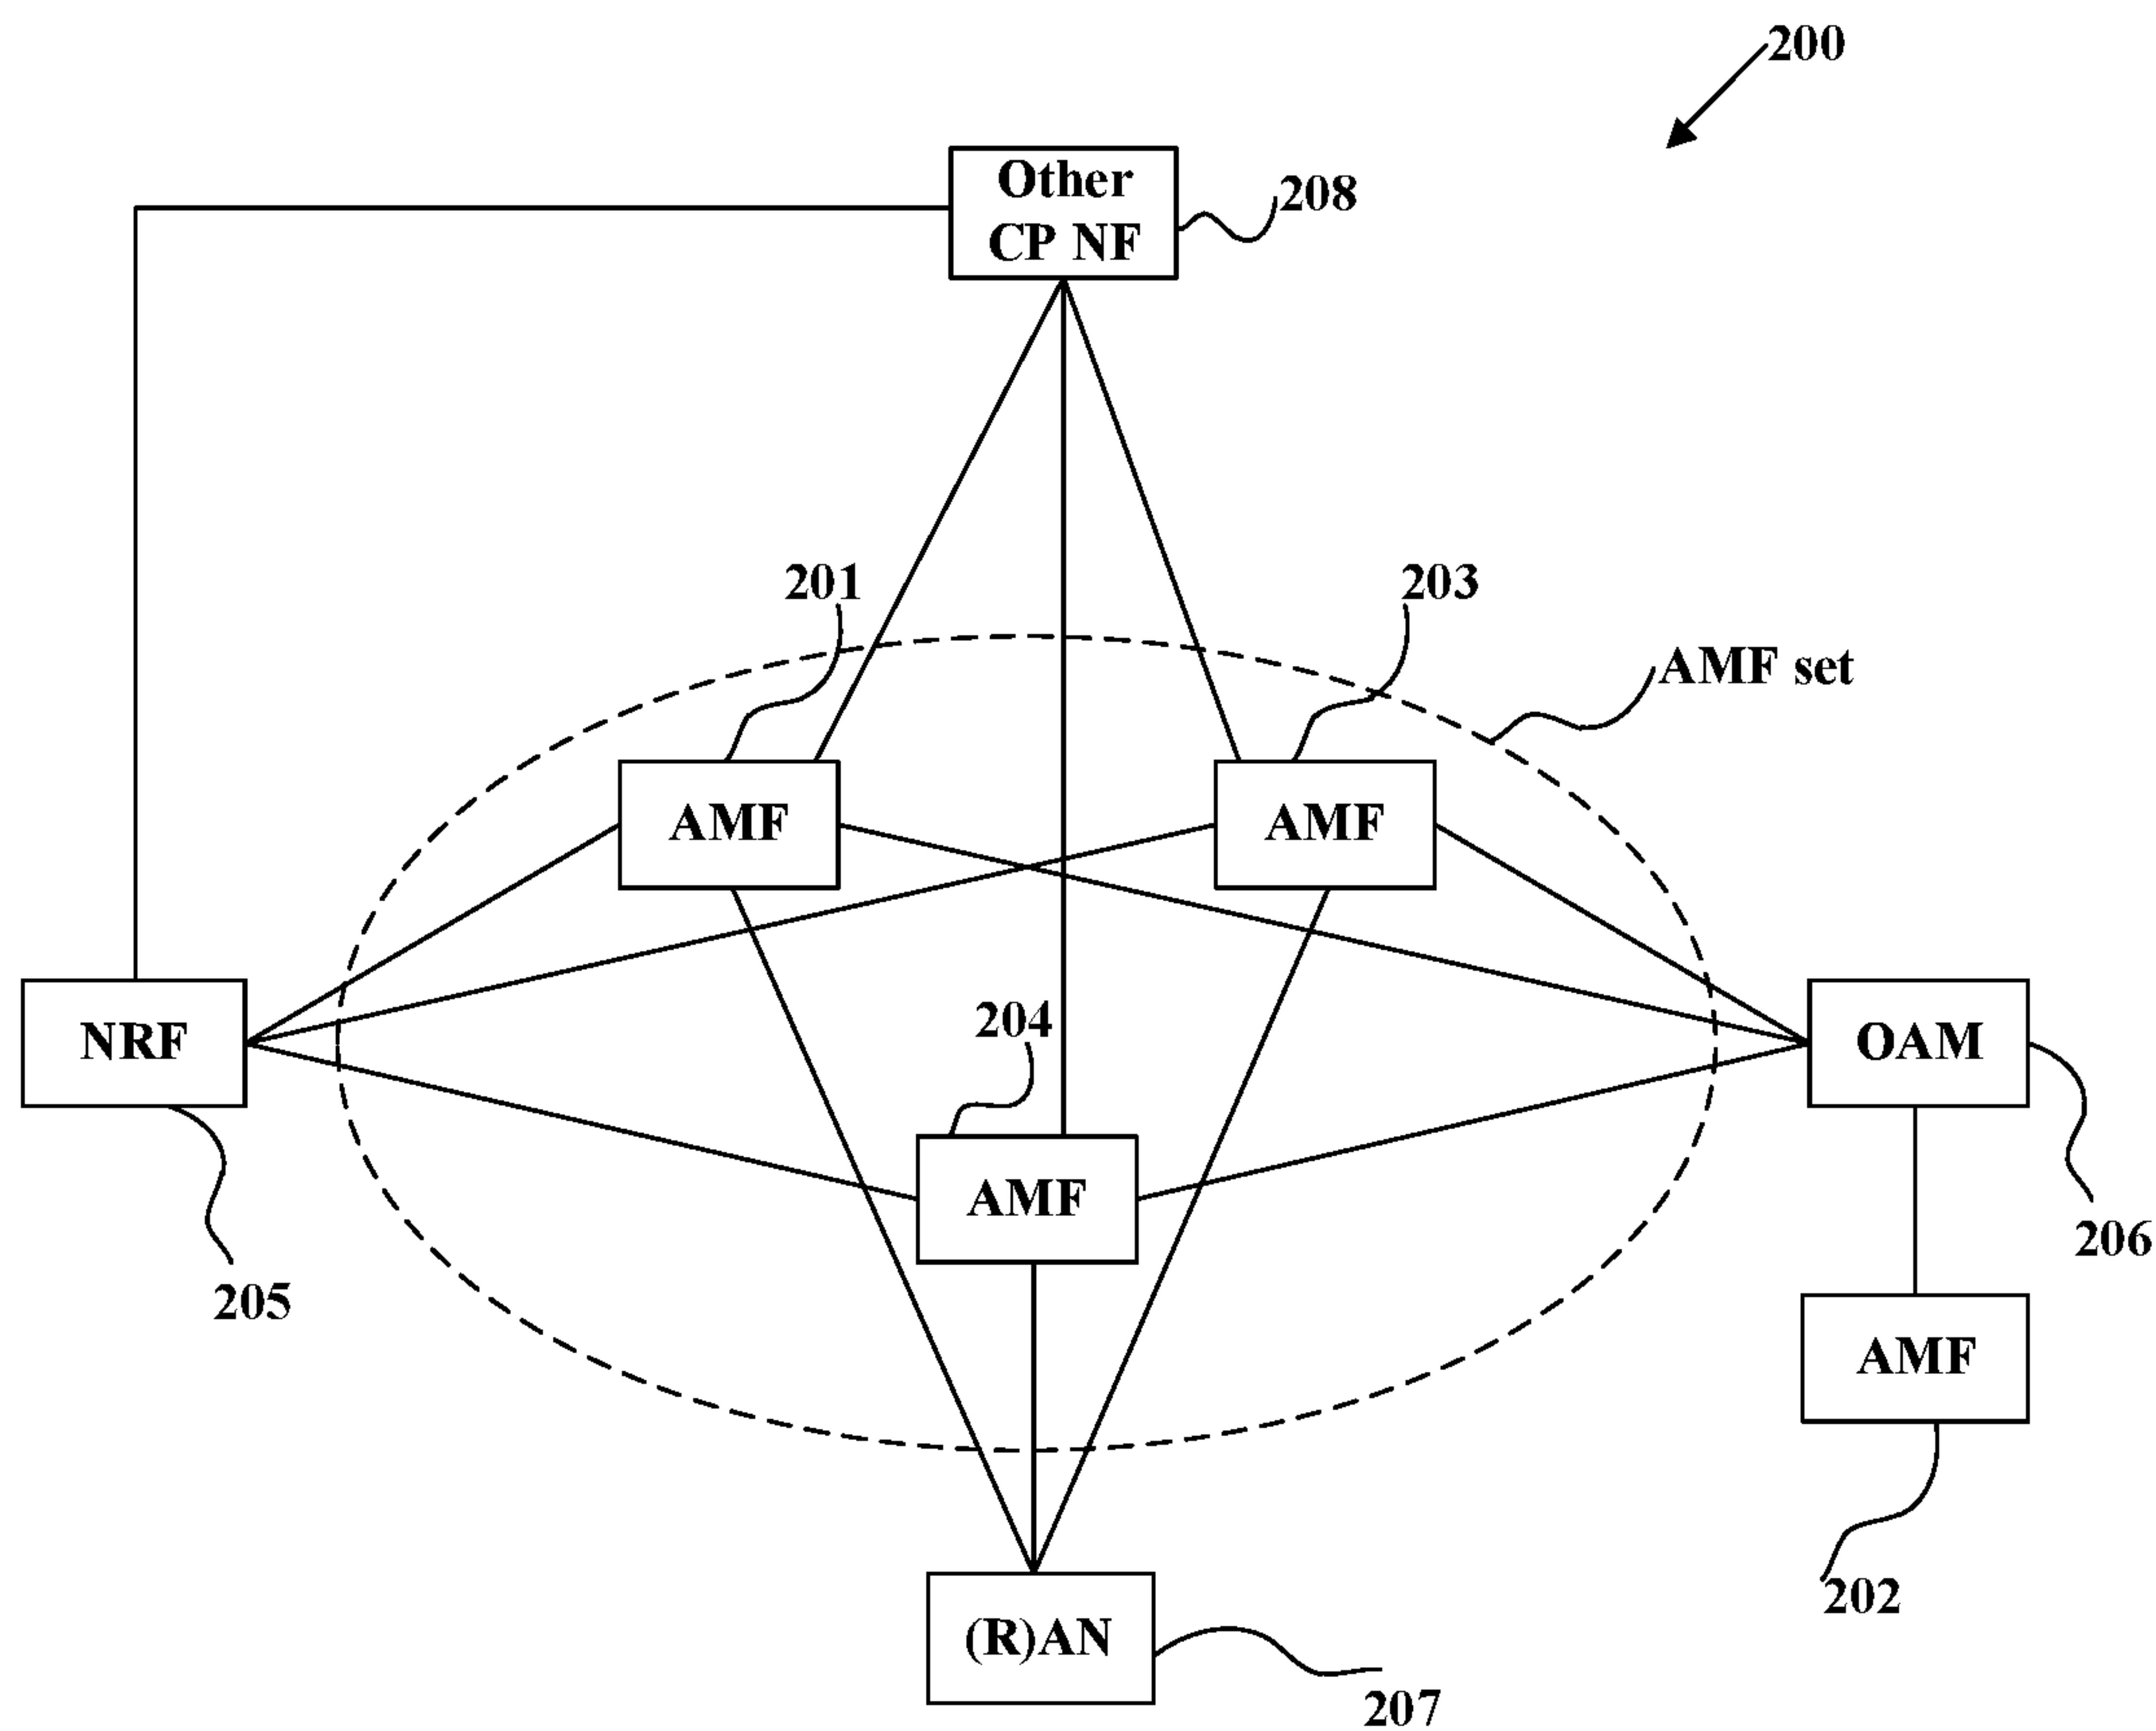 200
Other
CP NF
208
201
203
AMF set
AMF
AMF
NRF
204
OAM
AMF
205
206
AMF
202
(R)AN
207